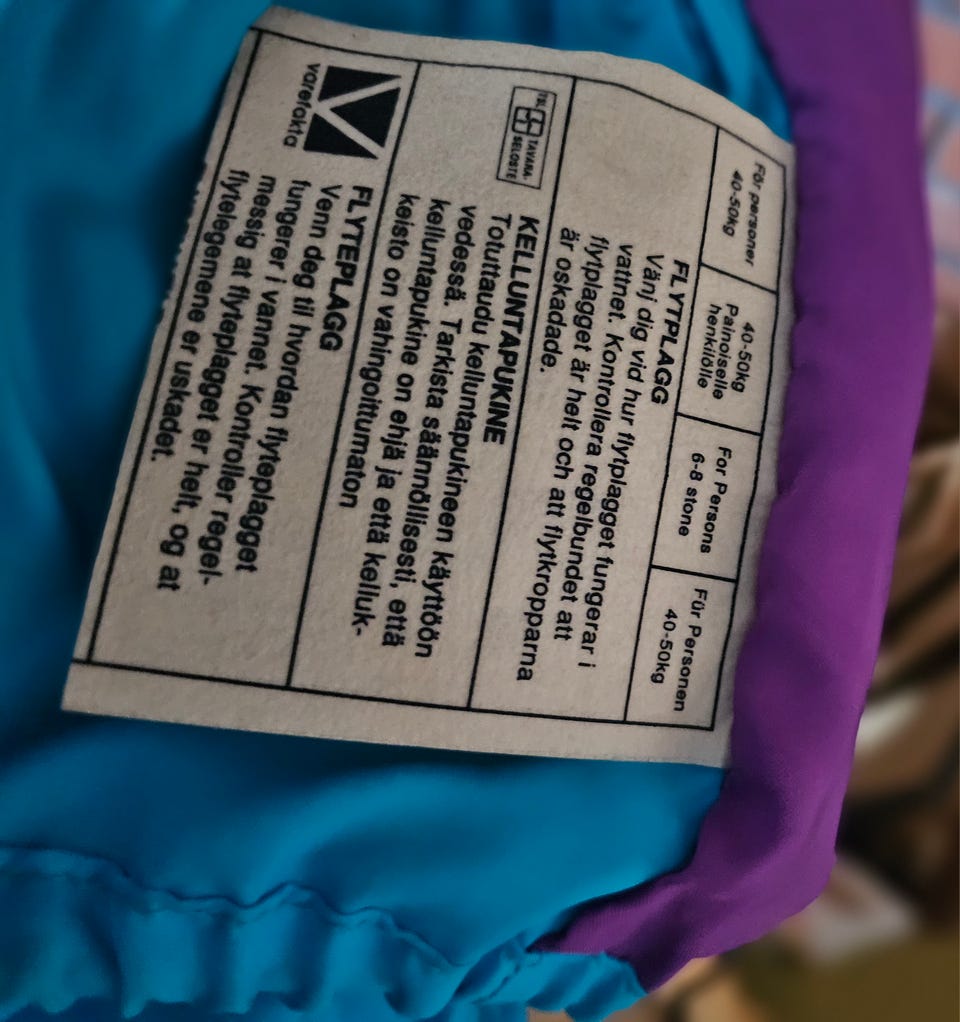 För personer
40-50kg
40-50kg
Painoiselle
henkilölle
For Persons
6-8 stone
Für Personen
40-50kg
FLYTPLAGG
Vänj dig vid hur flytplagget fungerar i
vattnet. Kontrollera regelbundet att
flytplagget är helt och att flytkropparna
är oskadade.
TAVARA-
SELOSTE
KELLUNTAPUKINE
Totuttaudu kelluntapukineen käyttöön
vedessä. Tarkista säännöllisesti, että
kelluntapukine on ehjä ja että kelluk-
keisto on vahingoittumaton
varefakta
FLYTEPLAGG
Venn deg til hvordan flyteplagget
fungerer i vannet. Kontroller regel-
messig at flyteplagget er helt, og at
flytelegemene er uskadet.